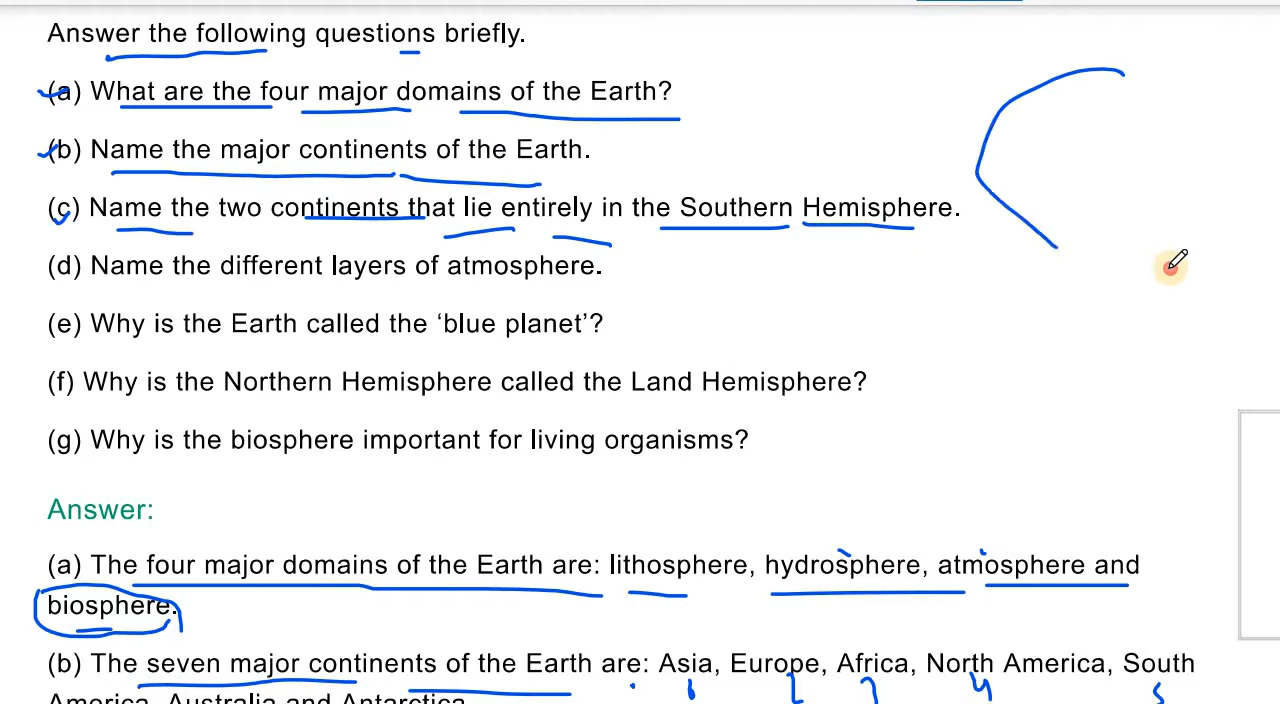 Answer the following questions briefly.
(a) What are the four major domains of the Earth?
(b) Name the major continents of the Earth.
(c) Name the two continents that lie entirely in the Southern Hemisphere.
(d) Name the different layers of atmosphere.
(e) Why is the Earth called the ‘blue planet’?
(f) Why is the Northern Hemisphere called the Land Hemisphere?
(g) Why is the biosphere important for living organisms?
Answer:
(a) The four major domains of the Earth are: lithosphere, hydrosphere, atmosphere and
biosphere.
(b) The seven major continents of the Earth are: Asia, Europe, Africa, North America, South
America, Australia and Antarctica